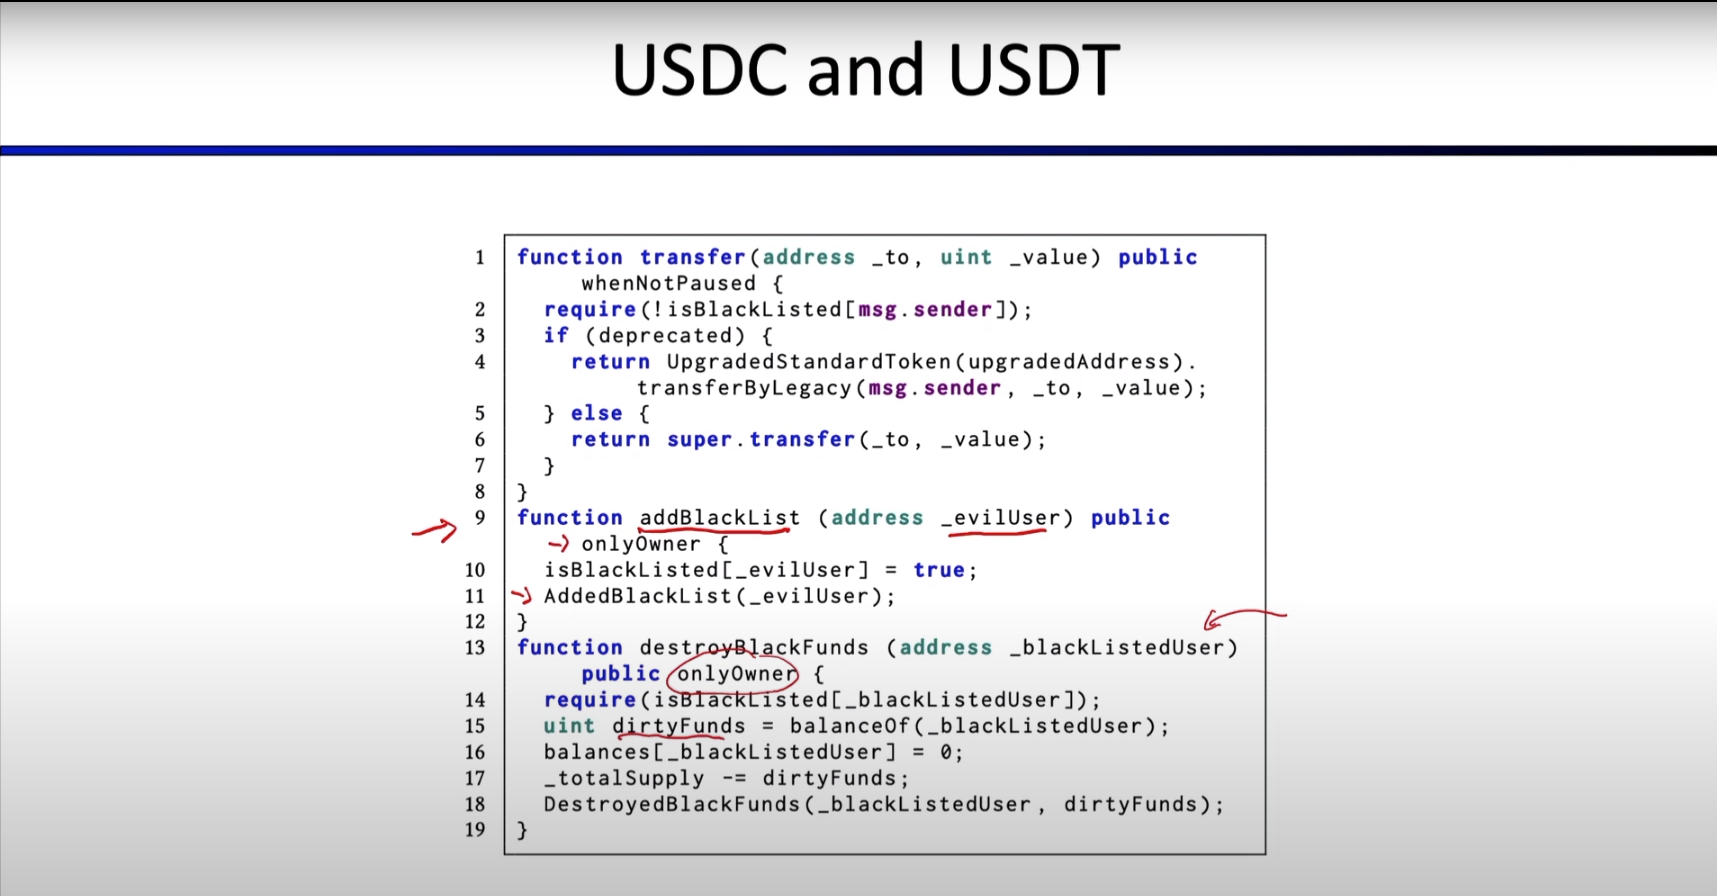 USDC and USDT
1 function transfer(address _to, uint _value) public
whenNotPaused {
2 require(!isBlackListed[msg.sender]);
3 if (deprecated) {
4 return UpgradedStandardToken(upgradedAddress).
transferByLegacy(msg.sender, _to, _value);
5 } else {
6 return super.transfer(_to, _value);
7 }
8 }
9 function addBlackList (address _evilUser) public
onlyOwner {
10 isBlackListed[_evilUser] = true;
11 AddedBlackList(_evilUser);
12 }
13 function destroyBlackFunds (address _blackListedUser)
public onlyOwner {
14 require(isBlackListed[_blackListedUser]);
15 uint dirtyFunds = balanceOf(_blackListedUser);
16 balances[_blackListedUser] = 0;
17 _totalSupply -= dirtyFunds;
18 DestroyedBlackFunds(_blackListedUser, dirtyFunds);
19 }